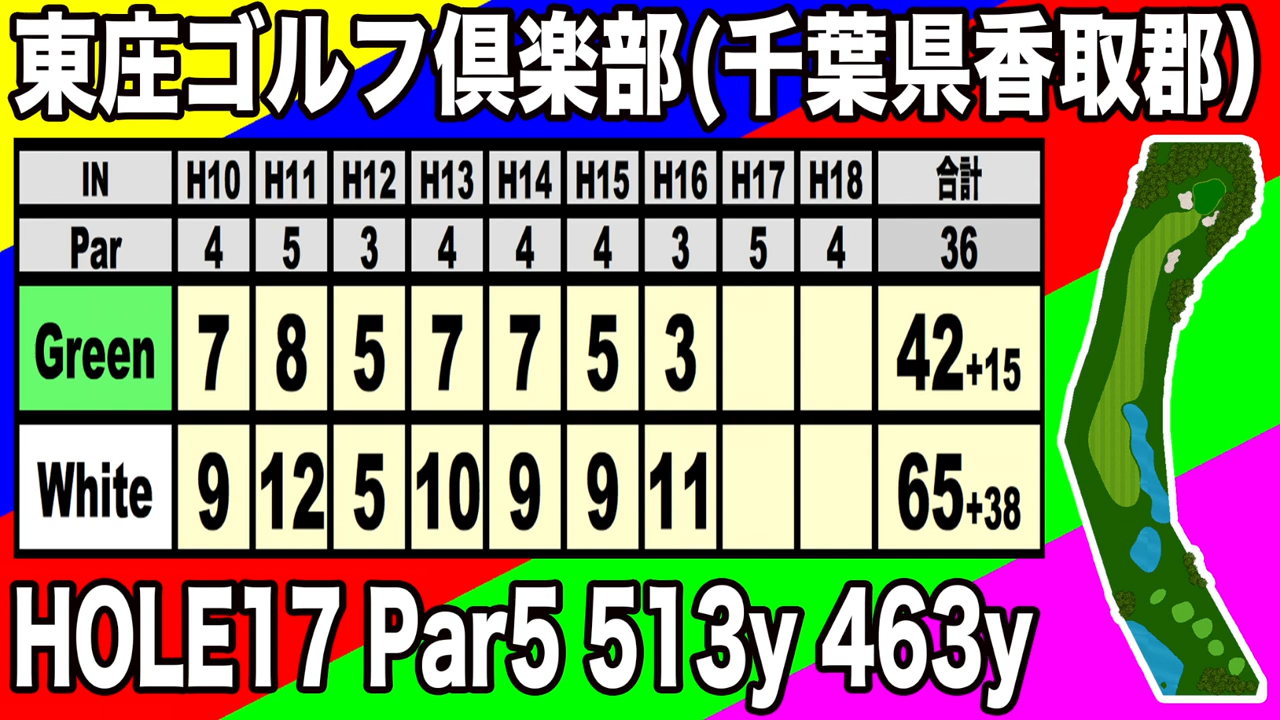 東庄ゴルフ倶楽部(千葉県香取郡)
IN H10 H11 H12 H13 H14 H15 H16 H17 H18 合計
Par 4 5 3 4 4 4 3 5 4 36
Green 7 8 5 7 7 5 3 42+15
White 9 12 5 10 9 9 11 65+38
HOLE17 Par5 513y 463y